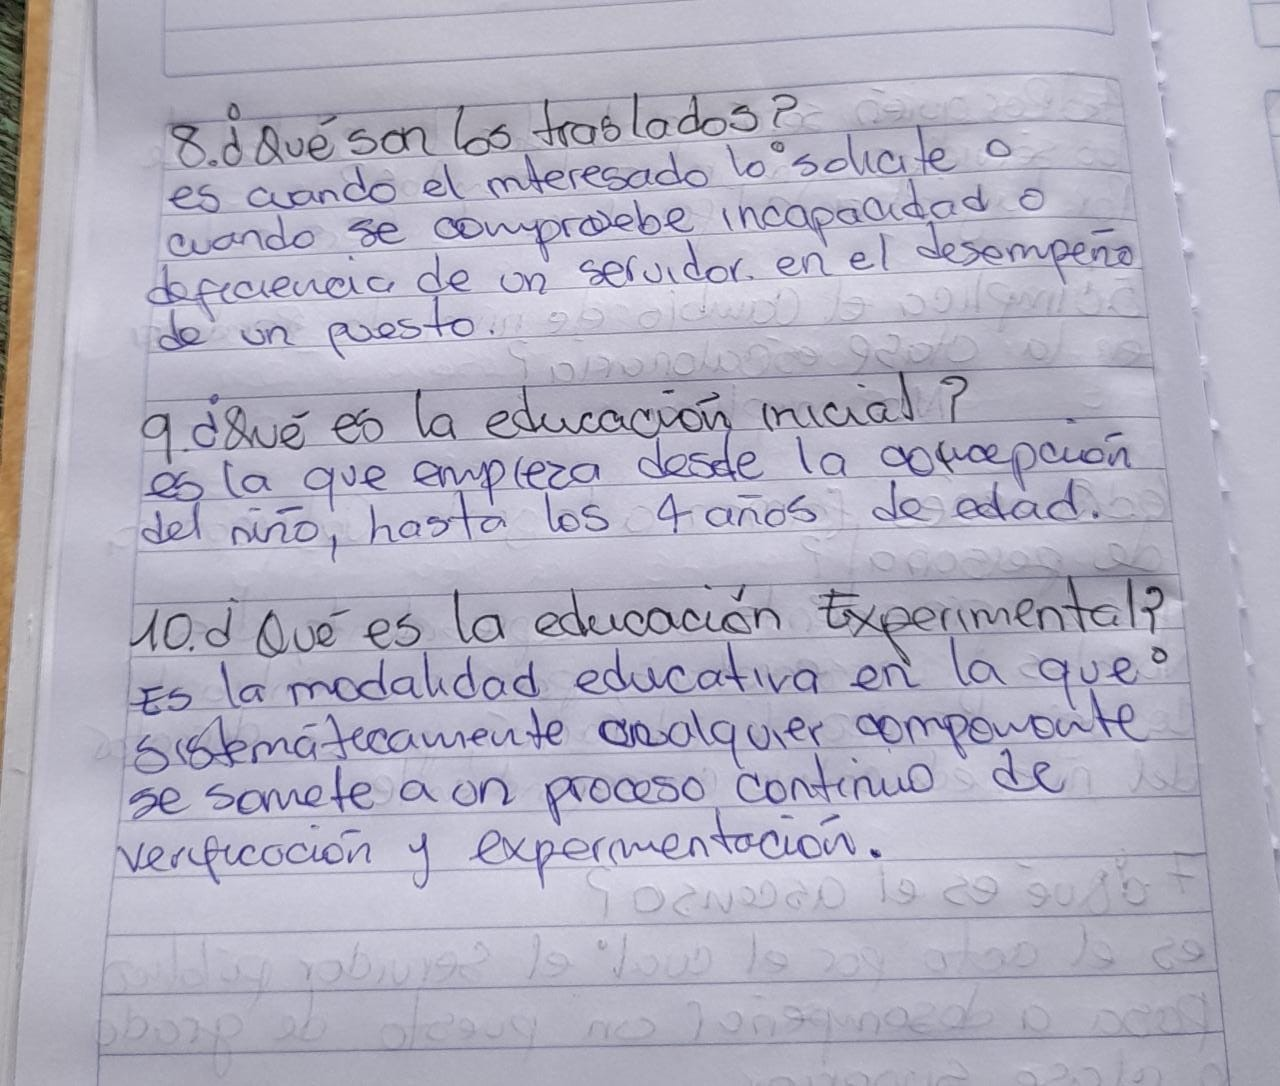 8. ¿Qué son los traslados?
es cuando el interesado lo solicite o
cuando se compruebe incapacidad o
deficiencia de un servidor en el desempeño
de un puesto.
9. ¿Qué es la educación inicial?
es la que empieza desde la concepción
del niño, hasta los 4 años de edad.
10. ¿Qué es la educación Experimental?
Es la modalidad educativa en la que
sistemátecamente cualquier componente
se somete a un proceso continuo de
verificación y experimentación.